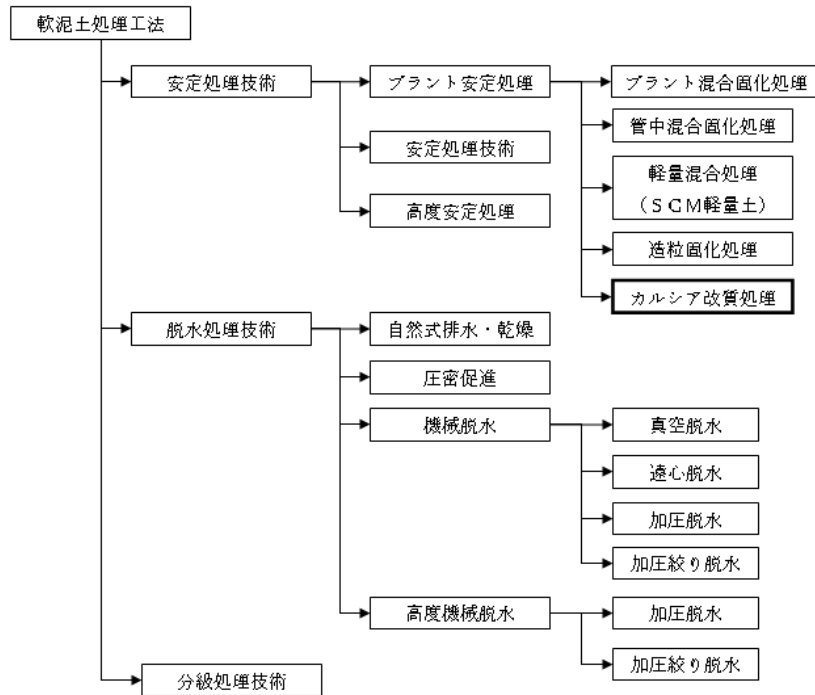 軟泥土処理工法
安定処理技術
プラント安定処理
プラント混合固化処理
管中混合固化処理
安定処理技術
軽量混合処理
(SGM軽量土)
高度安定処理
造粒固化処理
カルシア改質処理
脱水処理技術
自然式排水・乾燥
圧密促進
機械脱水
真空脱水
遠心脱水
加圧脱水
加圧絞り脱水
高度機械脱水
加圧脱水
加圧絞り脱水
分級処理技術